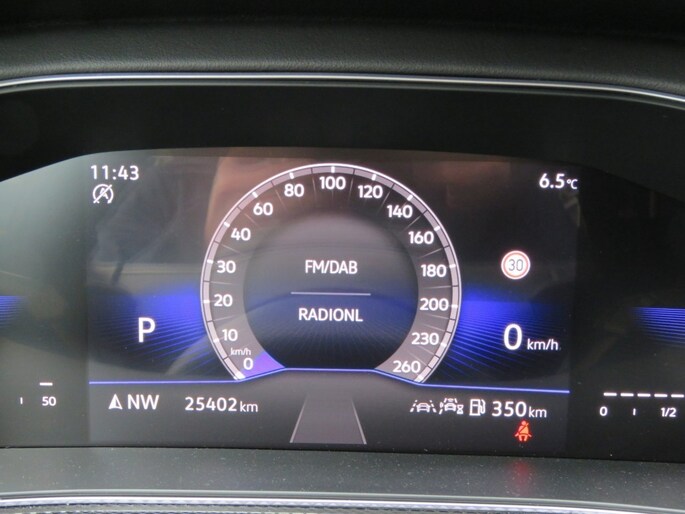 11:43
6.5°C
100
80 120
60 140
40 160
30 180
20 200
10 230
km/h
0 260
FM/DAB
RADIONL
30
P
0 km/h
50
NW 25402 km
350 km
0 1/2